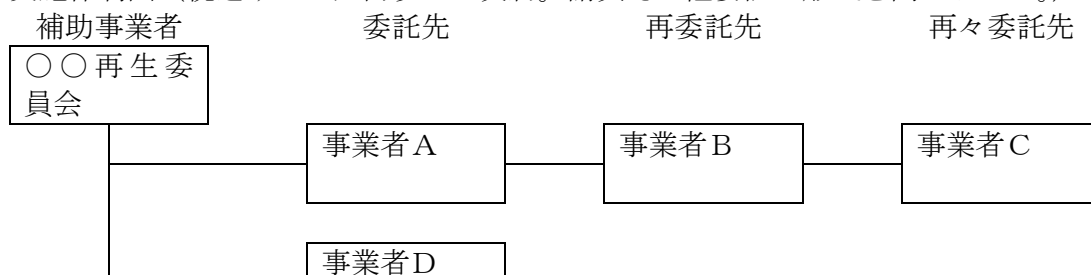 補助事業者 委託先 再委託先 再々委託先
○○再生委
員会
事業者A 事業者B 事業者C
事業者D